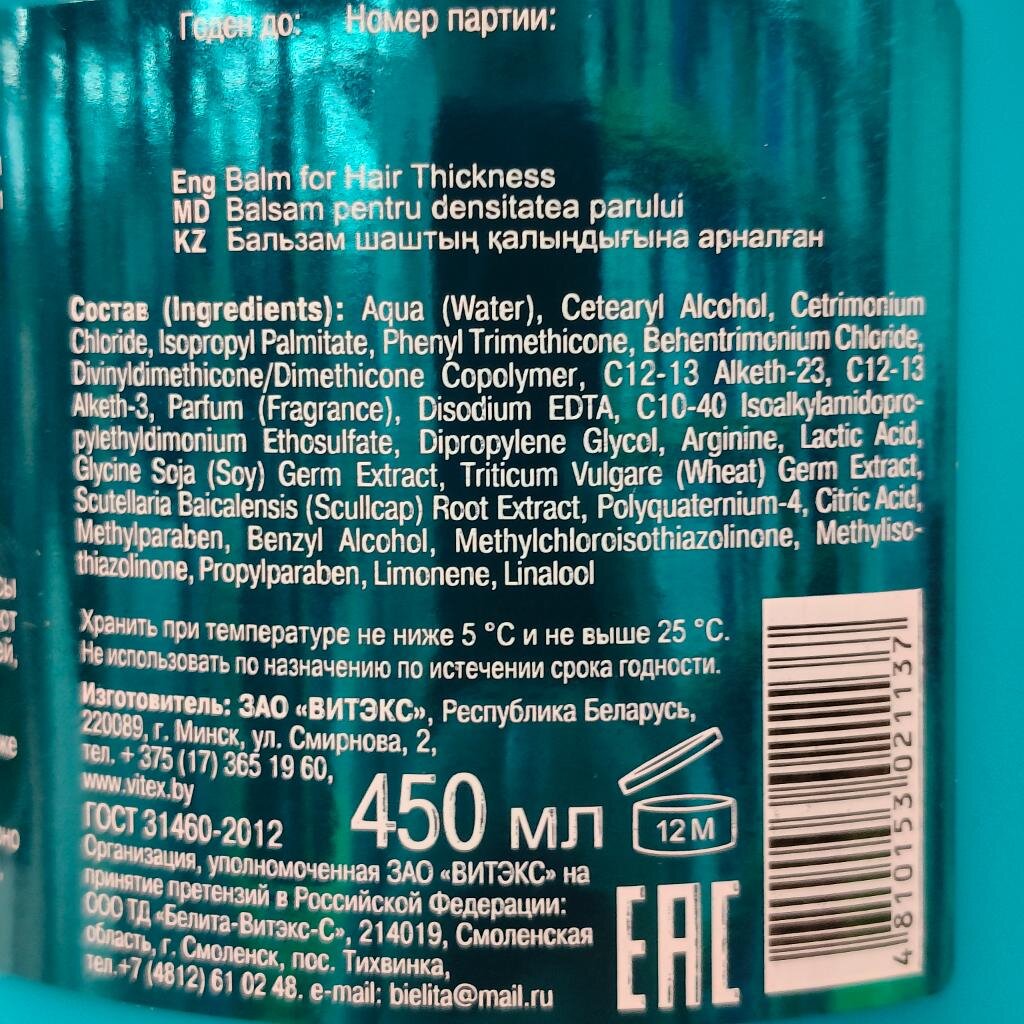 Годен до: Номер партии:
Eng Balm for Hair Thickness
MD Balsam pentru densitatea parului
KZ Бальзам шаштың қалыңдығына арналған
Состав (Ingredients): Aqua (Water), Cetearyl Alcohol, Cetrimonium
Chloride, Isopropyl Palmitate, Phenyl Trimethicone, Behentrimonium Chloride,
Divinyldimethicone/Dimethicone Copolymer, C12-13 Alketh-23, C12-13
Alketh-3, Parfum (Fragrance), Disodium EDTA, C10-40 Isoalkylamidopro-
pylethyldimonium Ethosulfate, Dipropylene Glycol, Arginine, Lactic Acid,
Glycine Soja (Soy) Germ Extract, Triticum Vulgare (Wheat) Germ Extract,
Scutellaria Baicalensis (Scullcap) Root Extract, Polyquaternium-4, Citric Acid,
Methylparaben, Benzyl Alcohol, Methylchloroisothiazolinone, Methyliso-
thiazolinone, Propylparaben, Limonene, Linalool
Хранить при температуре не ниже 5 °C и не выше 25 °C.
Не использовать по назначению по истечении срока годности.
Изготовитель: ЗАО «ВИТЭКС», Республика Беларусь,
220089, г. Минск, ул. Смирнова, 2,
тел. + 375 (17) 365 19 60,
www.vitex.by
ГОСТ 31460-2012
450 мл
12 M
Организация, уполномоченная ЗАО «ВИТЭКС» на
принятие претензий в Российской Федерации:
ООО ТД «Белита-Витэкс-С», 214019, Смоленская
область, г. Смоленск, пос. Тихвинка,
тел.+7 (4812) 61 02 48. e-mail: bielita@mail.ru
EAC
4 810153 021137